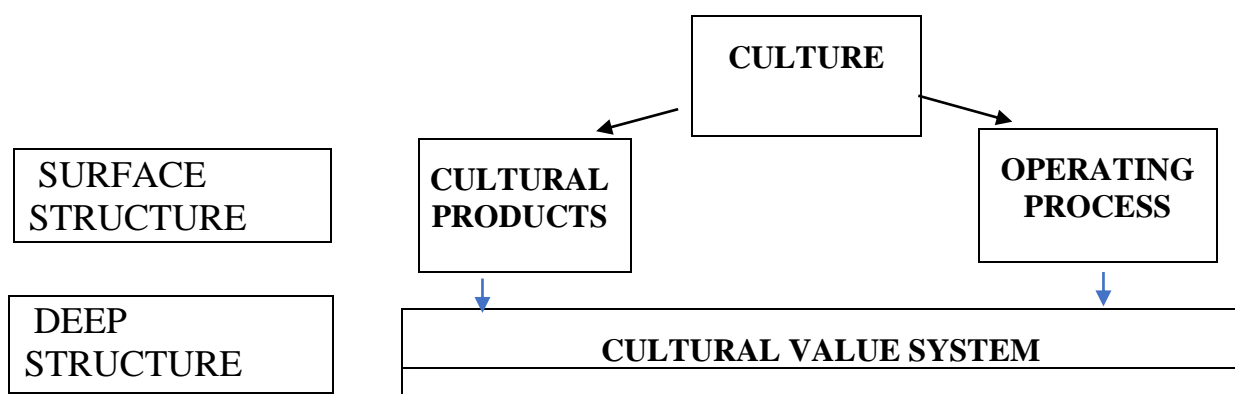 CULTURE
SURFACE
STRUCTURE
CULTURAL
PRODUCTS
OPERATING
PROCESS
DEEP
STRUCTURE
CULTURAL VALUE SYSTEM